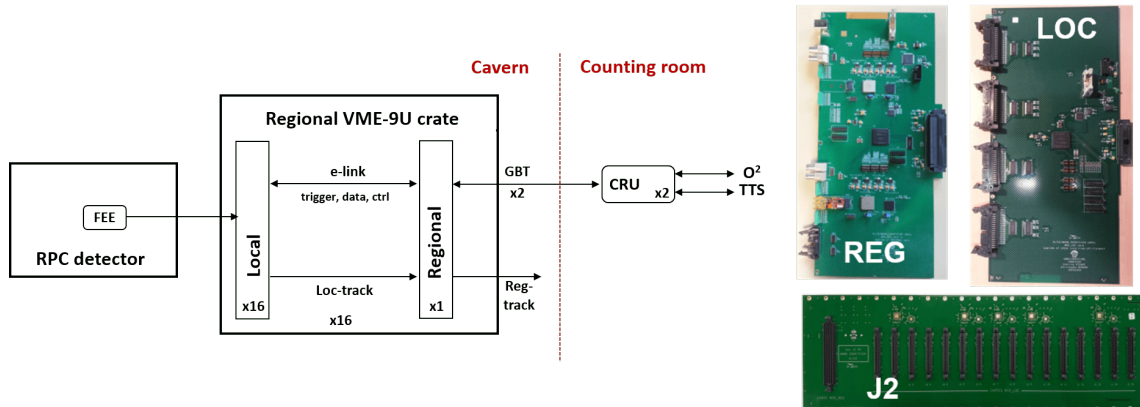 Cavern
Counting room
Regional VME-9U crate
FEE
RPC detector
Local
x16
e-link
trigger, data, ctrl
Loc-track
x16
Regional
x1
GBT
x2
Reg-
track
CRU
x2
O²
TTS
REG
LOC
J2